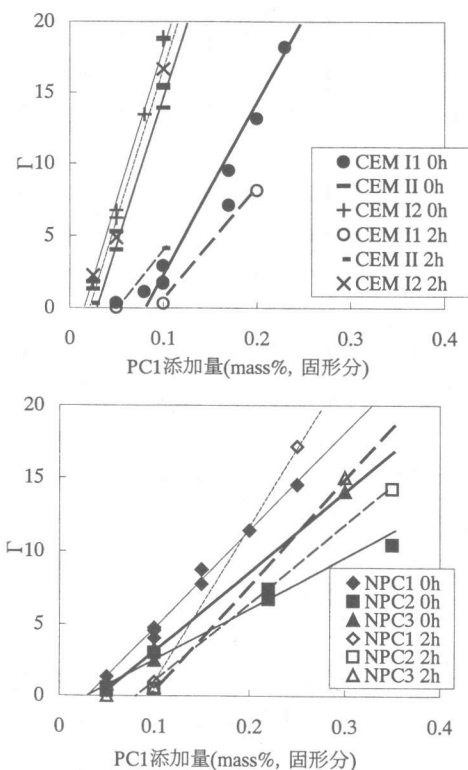 20
15
Γ
10
5
0
0 0.1 0.2 0.3 0.4
PC1添加量(mass%, 固形分)
CEM I1 0h
CEM II 0h
CEM I2 0h
CEM I1 2h
CEM II 2h
CEM I2 2h
20
15
Γ
10
5
0
0 0.1 0.2 0.3 0.4
PC1添加量(mass%, 固形分)
NPC1 0h
NPC2 0h
NPC3 0h
NPC1 2h
NPC2 2h
NPC3 2h